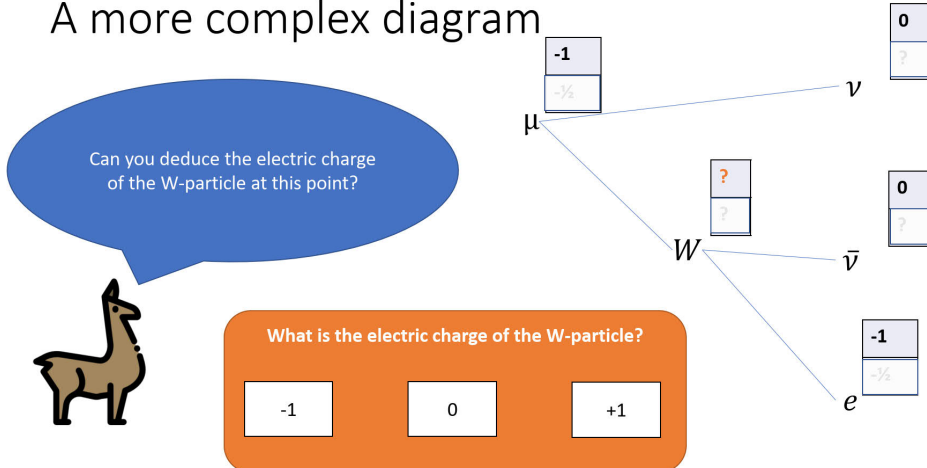 A more complex diagram
Can you deduce the electric charge
of the W-particle at this point?
-1
-½
μ
0
?
ν
?
?
W
0
?
ν̄
-1
-½
e
What is the electric charge of the W-particle?
-1
0
+1